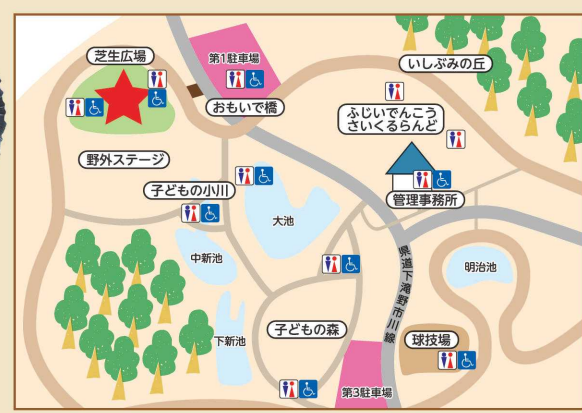 芝生広場
第1駐車場
いしぶみの丘
おもいで橋
ふじいでんこう
さいくるらんど
野外ステージ
子どもの小川
管理事務所
大池
中新池
県道下滝野市川線
明治池
下新池
子どもの森
球技場
第3駐車場